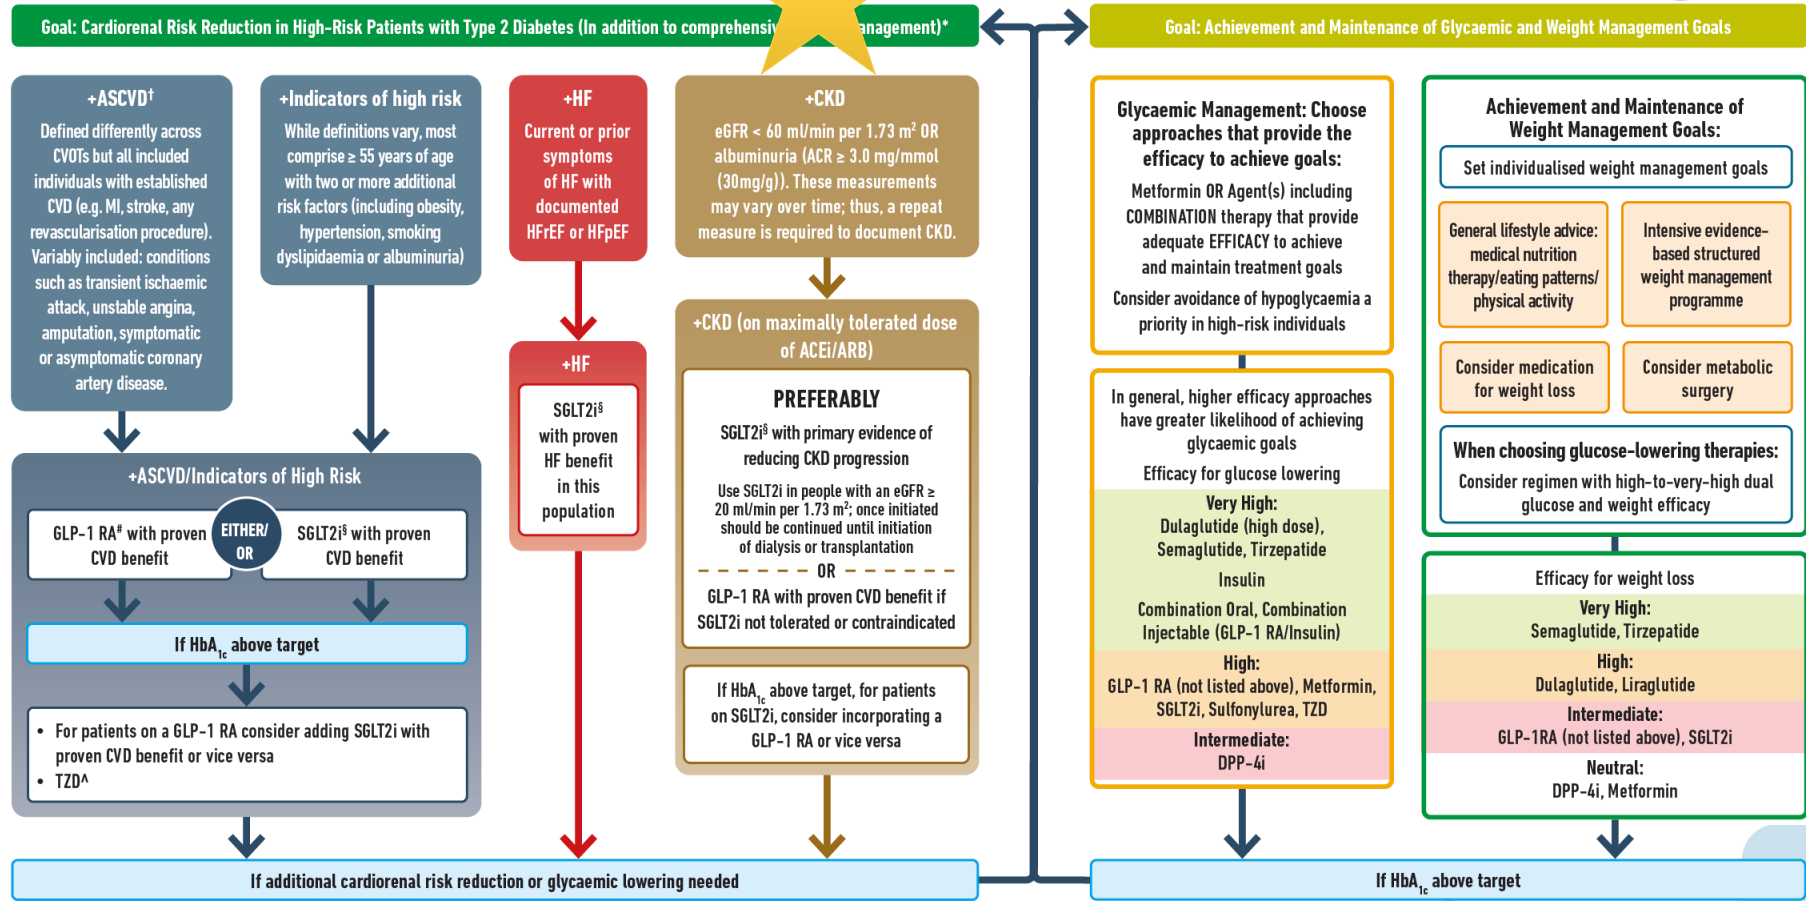 Goal: Cardiorenal Risk Reduction in High-Risk Patients with Type 2 Diabetes (In addition to comprehensiv anagement)*
+ASCVD†
Defined differently across
CVOTs but all included
individuals with established
CVD (e.g. MI, stroke, any
revascularisation procedure).
Variably included: conditions
such as transient ischaemic
attack, unstable angina,
amputation, symptomatic
or asymptomatic coronary
artery disease.
+Indicators of high risk
While definitions vary, most
comprise ≥ 55 years of age
with two or more additional
risk factors (including obesity,
hypertension, smoking
dyslipidaemia or albuminuria)
+ASCVD/Indicators of High Risk
GLP-1 RA# with proven
CVD benefit
EITHER/
OR
SGLT2i§ with proven
CVD benefit
If HbA1c above target
• For patients on a GLP-1 RA consider adding SGLT2i with
proven CVD benefit or vice versa
• TZD^
+HF
Current or prior
symptoms
of HF with
documented
HFrEF or HFpEF
+HF
SGLT2i§
with proven
HF benefit
in this
population
+CKD
eGFR < 60 ml/min per 1.73 m² OR
albuminuria (ACR ≥ 3.0 mg/mmol
(30mg/g)). These measurements
may vary over time; thus, a repeat
measure is required to document CKD.
+CKD (on maximally tolerated dose
of ACEi/ARB)
PREFERABLY
SGLT2i§ with primary evidence of
reducing CKD progression
Use SGLT2i in people with an eGFR ≥
20 ml/min per 1.73 m²; once initiated
should be continued until initiation
of dialysis or transplantation
OR
GLP-1 RA with proven CVD benefit if
SGLT2i not tolerated or contraindicated
If HbA1c above target, for patients
on SGLT2i, consider incorporating a
GLP-1 RA or vice versa
If additional cardiorenal risk reduction or glycaemic lowering needed
Goal: Achievement and Maintenance of Glycaemic and Weight Management Goals
Glycaemic Management: Choose
approaches that provide the
efficacy to achieve goals:
Metformin OR Agent(s) including
COMBINATION therapy that provide
adequate EFFICACY to achieve
and maintain treatment goals
Consider avoidance of hypoglycaemia a
priority in high-risk individuals
In general, higher efficacy approaches
have greater likelihood of achieving
glycaemic goals
Efficacy for glucose lowering
Very High:
Dulaglutide (high dose),
Semaglutide, Tirzepatide
Insulin
Combination Oral, Combination
Injectable (GLP-1 RA/Insulin)
High:
GLP-1 RA (not listed above), Metformin,
SGLT2i, Sulfonylurea, TZD
Intermediate:
DPP-4i
Achievement and Maintenance of
Weight Management Goals:
Set individualised weight management goals
General lifestyle advice:
medical nutrition
therapy/eating patterns/
physical activity
Intensive evidence-
based structured
weight management
programme
Consider medication
for weight loss
Consider metabolic
surgery
When choosing glucose-lowering therapies:
Consider regimen with high-to-very-high dual
glucose and weight efficacy
Efficacy for weight loss
Very High:
Semaglutide, Tirzepatide
High:
Dulaglutide, Liraglutide
Intermediate:
GLP-1RA (not listed above), SGLT2i
Neutral:
DPP-4i, Metformin
If HbA1c above target